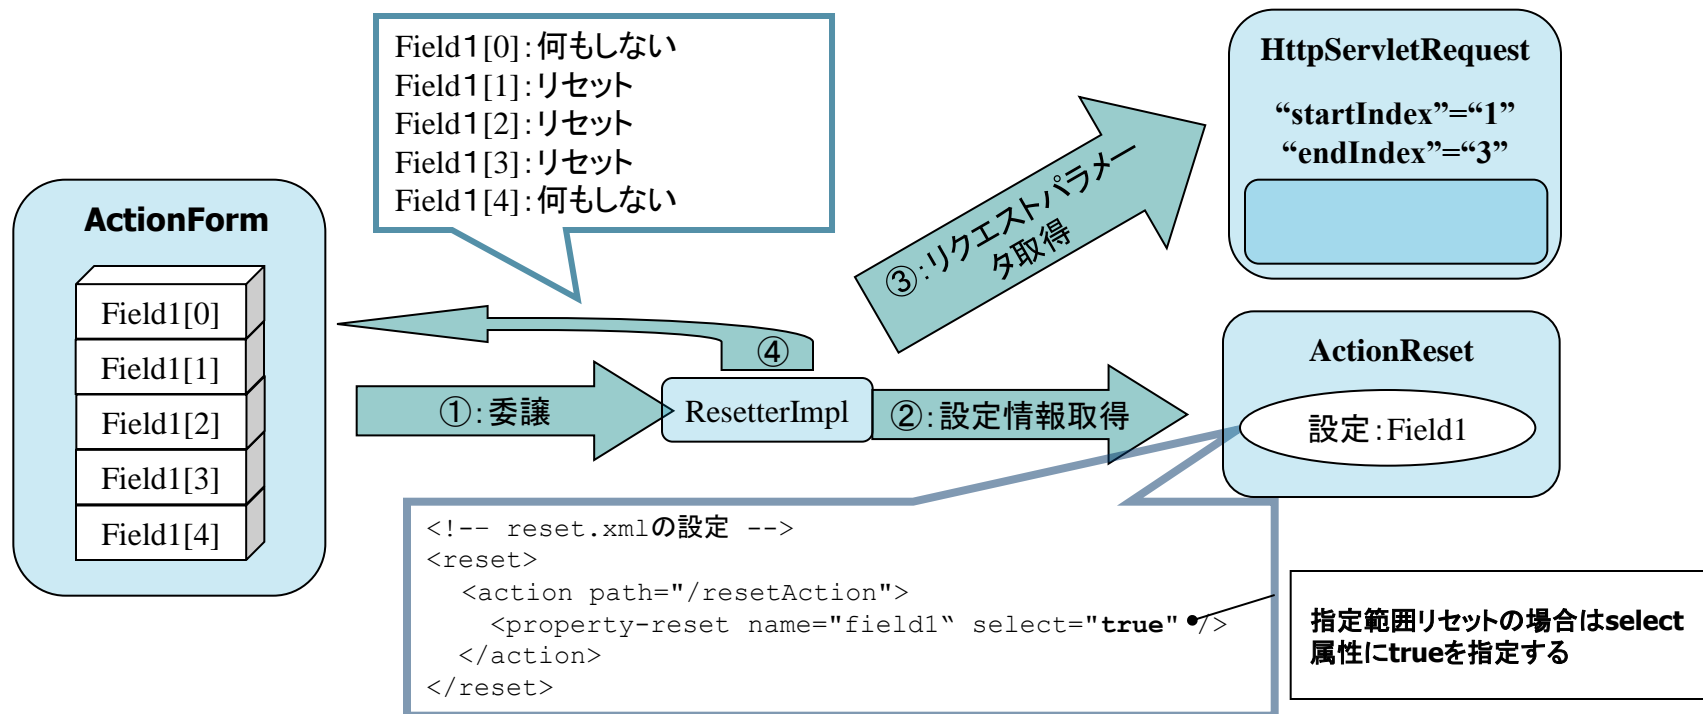 Field1[0]:何もしない
Field1[1]:リセット
Field1[2]:リセット
Field1[3]:リセット
Field1[4]:何もしない
HttpServletRequest
“startIndex”=“1”
“endIndex”=“3”
③:リクエストパラメー
タ取得
ActionForm
Field1[0]
Field1[1]
Field1[2]
Field1[3]
Field1[4]
④
①:委譲
ResetterImpl
②:設定情報取得
ActionReset
設定:Field1
<!-- reset.xmlの設定 -->
<reset>
<action path="/resetAction">
<property-reset name="field1‟ select="true" />
</action>
</reset>
指定範囲リセットの場合はselect
属性にtrueを指定する